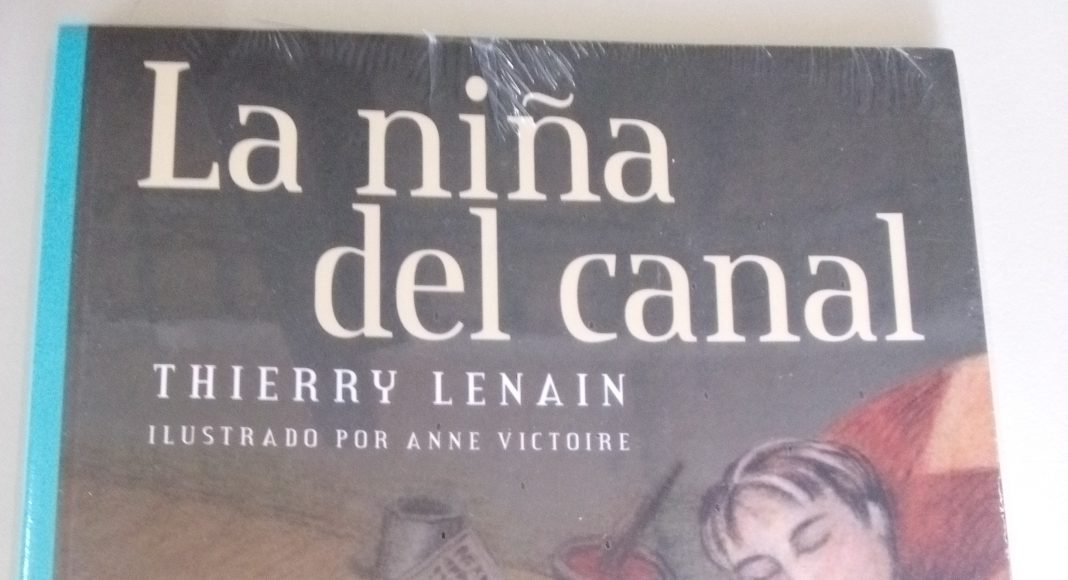 La niña
del canal
THIERRY LENAIN
ILUSTRADO POR ANNE VICTOIRE